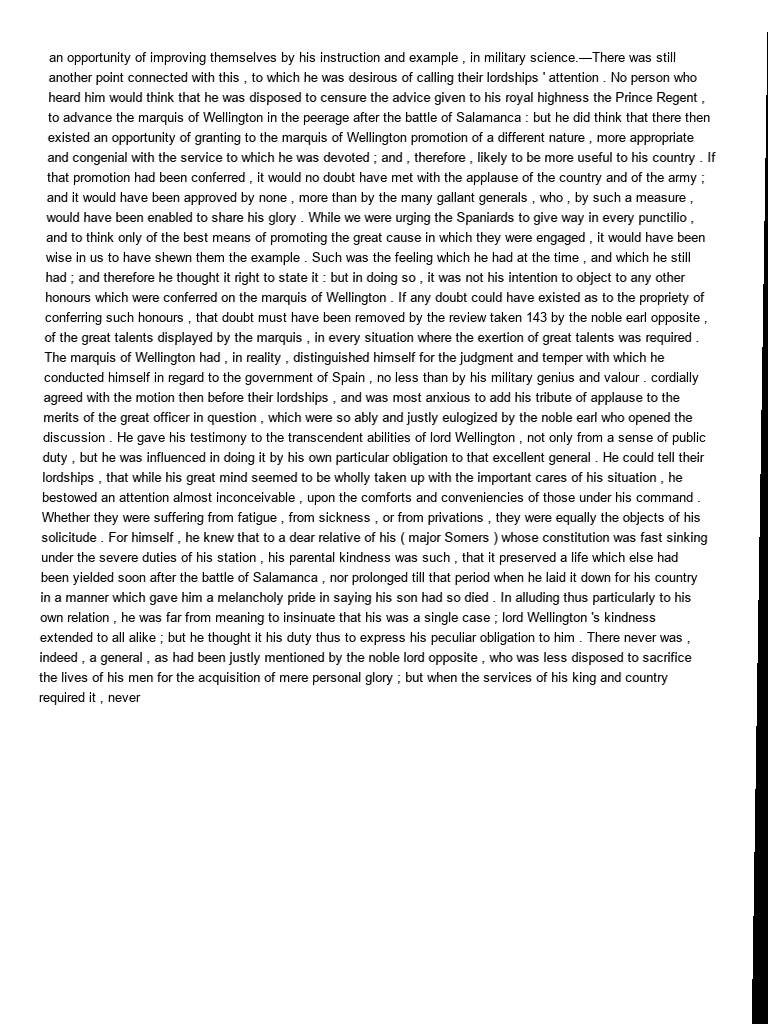 an opportunity of improving themselves by his instruction and example , in military science.—There was still
another point connected with this , to which he was desirous of calling their lordships ' attention . No person who
heard him would think that he was disposed to censure the advice given to his royal highness the Prince Regent ,
to advance the marquis of Wellington in the peerage after the battle of Salamanca : but he did think that there then
existed an opportunity of granting to the marquis of Wellington promotion of a different nature , more appropriate
and congenial with the service to which he was devoted ; and , therefore , likely to be more useful to his country . If
that promotion had been conferred , it would no doubt have met with the applause of the country and of the army ;
and it would have been approved by none , more than by the many gallant generals , who , by such a measure ,
would have been enabled to share his glory . While we were urging the Spaniards to give way in every punctilio ,
and to think only of the best means of promoting the great cause in which they were engaged , it would have been
wise in us to have shewn them the example . Such was the feeling which he had at the time , and which he still
had ; and therefore he thought it right to state it : but in doing so , it was not his intention to object to any other
honours which were conferred on the marquis of Wellington . If any doubt could have existed as to the propriety of
conferring such honours , that doubt must have been removed by the review taken 143 by the noble earl opposite ,
of the great talents displayed by the marquis , in every situation where the exertion of great talents was required .
The marquis of Wellington had , in reality , distinguished himself for the judgment and temper with which he
conducted himself in regard to the government of Spain , no less than by his military genius and valour . cordially
agreed with the motion then before their lordships , and was most anxious to add his tribute of applause to the
merits of the great officer in question , which were so ably and justly eulogized by the noble earl who opened the
discussion . He gave his testimony to the transcendent abilities of lord Wellington , not only from a sense of public
duty , but he was influenced in doing it by his own particular obligation to that excellent general . He could tell their
lordships , that while his great mind seemed to be wholly taken up with the important cares of his situation , he
bestowed an attention almost inconceivable , upon the comforts and conveniencies of those under his command .
Whether they were suffering from fatigue , from sickness , or from privations , they were equally the objects of his
solicitude . For himself , he knew that to a dear relative of his ( major Somers ) whose constitution was fast sinking
under the severe duties of his station , his parental kindness was such , that it preserved a life which else had
been yielded soon after the battle of Salamanca , nor prolonged till that period when he laid it down for his country
in a manner which gave him a melancholy pride in saying his son had so died . In alluding thus particularly to his
own relation , he was far from meaning to insinuate that his was a single case ; lord Wellington 's kindness
extended to all alike ; but he thought it his duty thus to express his peculiar obligation to him . There never was ,
indeed , a general , as had been justly mentioned by the noble lord opposite , who was less disposed to sacrifice
the lives of his men for the acquisition of mere personal glory ; but when the services of his king and country
required it , never